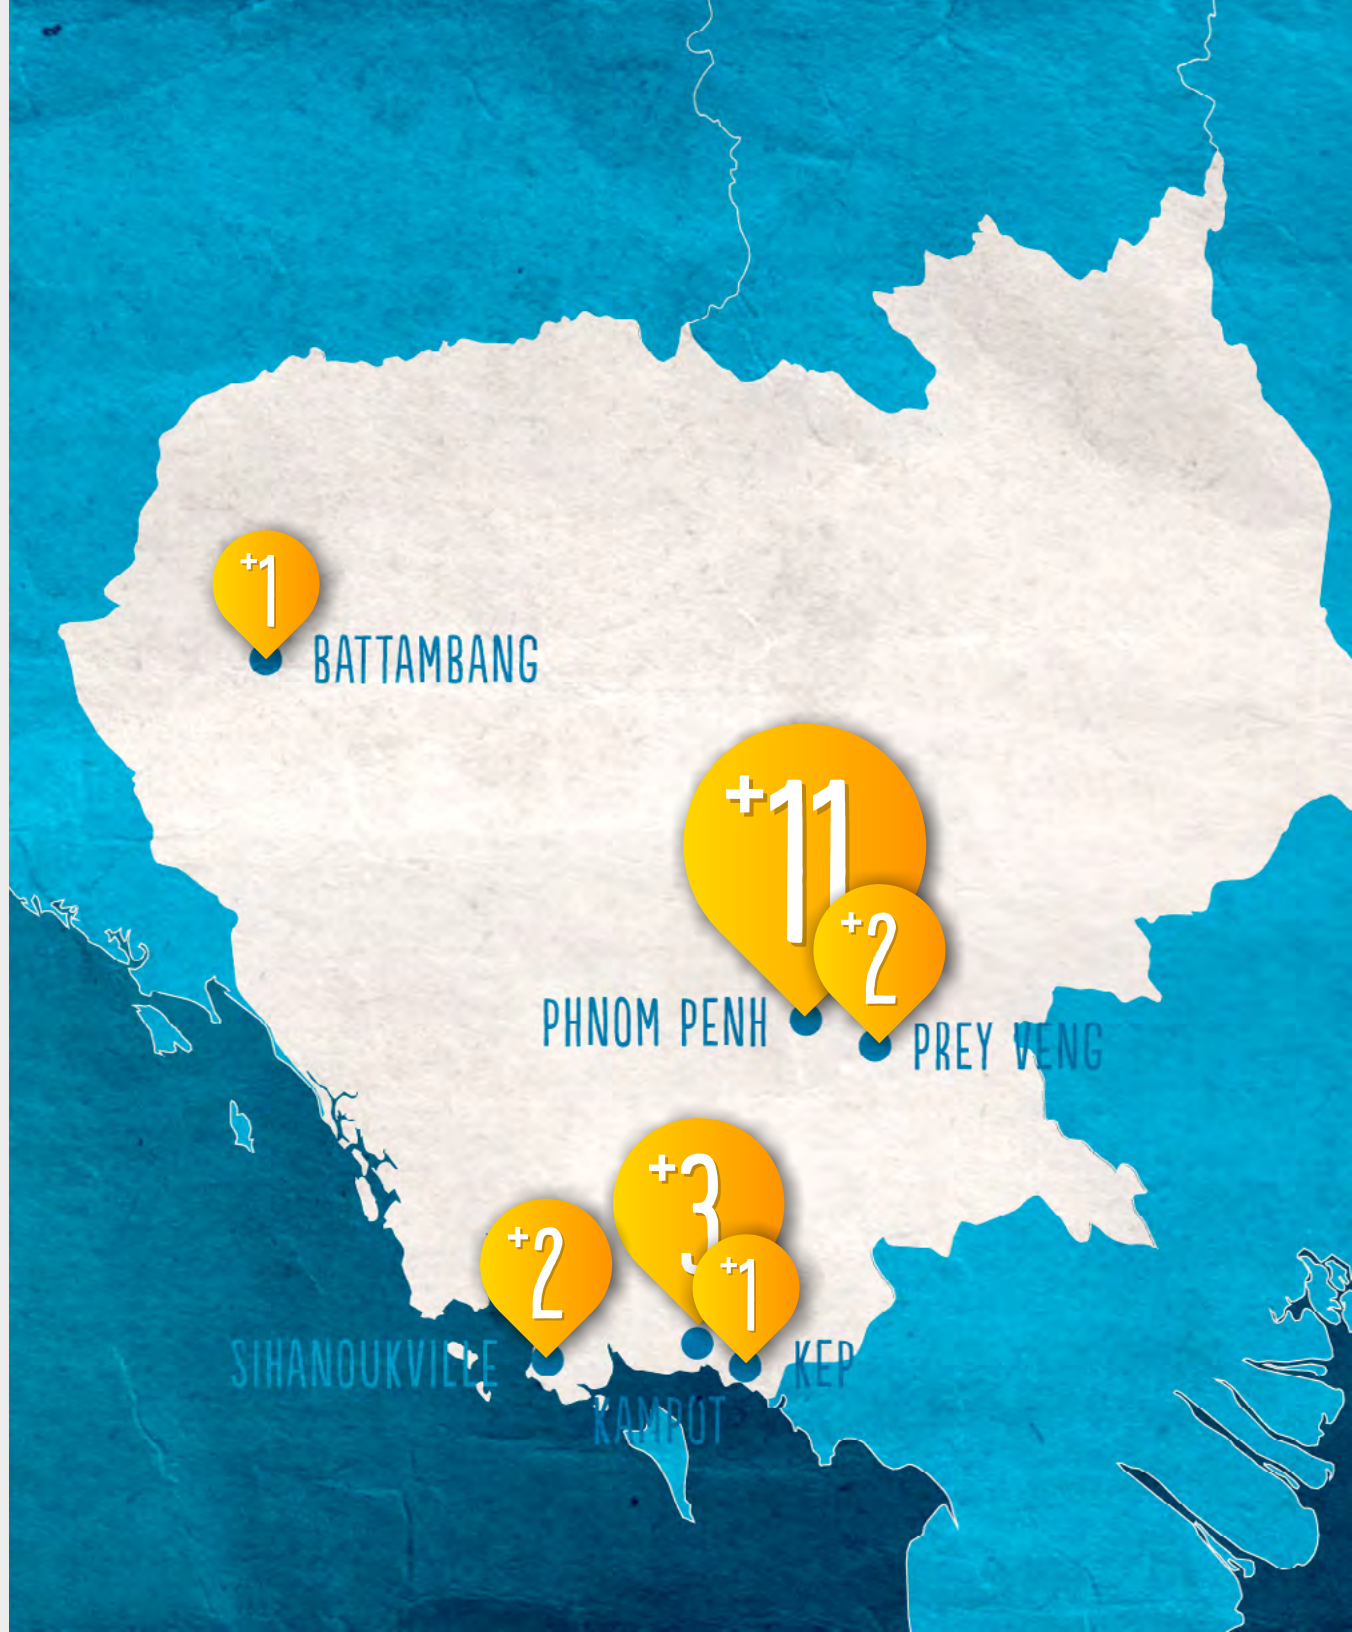 +1
BATTAMBANG
+11
+2
PHNOM PENH
PREY VENG
+3
+2
+1
SIHANOUKVILLE
KEP
KAMPOT